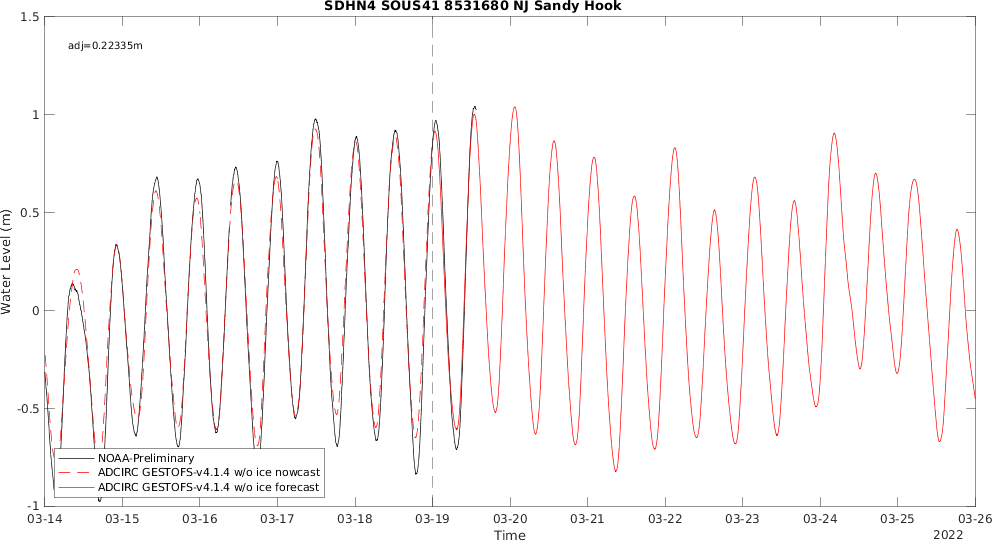 SDHN4 SOUS41 8531680 NJ Sandy Hook
adj=0.22335m
1.5
1
0.5
0
-0.5
-1
Water Level (m)
NOAA-Preliminary
ADCIRC GESTOFS-v4.1.4 w/o ice nowcast
ADCIRC GESTOFS-v4.1.4 w/o ice forecast
03-14 03-15 03-16 03-17 03-18 03-19 03-20 03-21 03-22 03-23 03-24 03-25 03-26
Time
2022